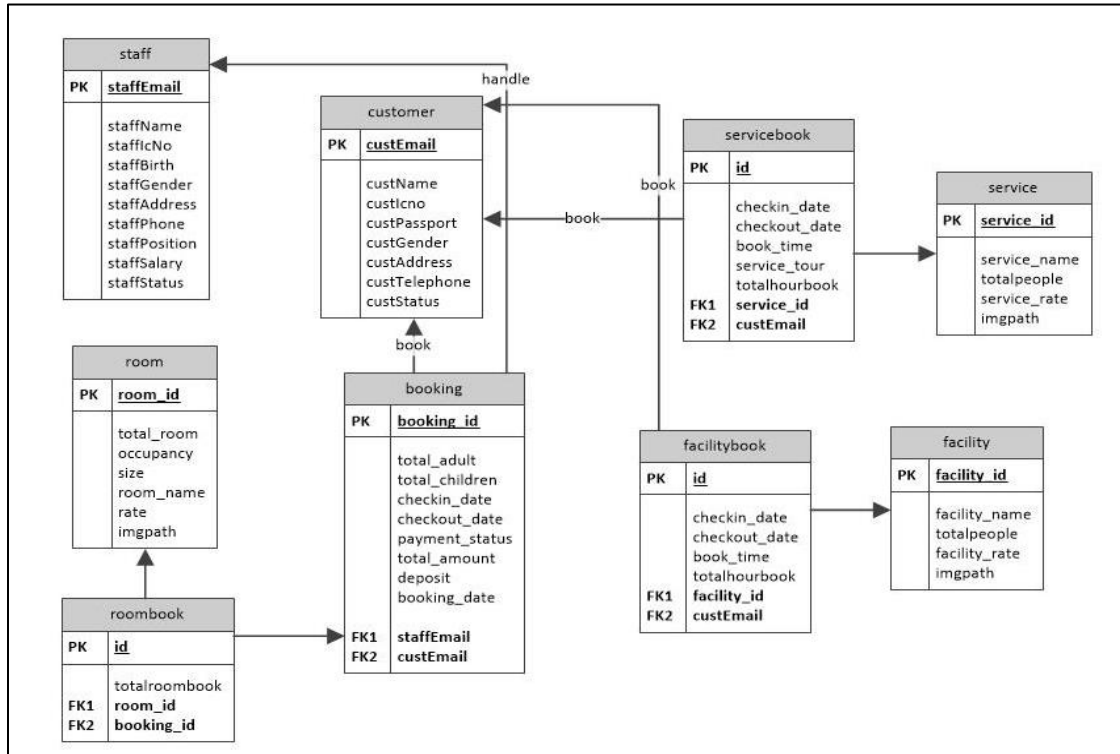 staff
PK staffEmail
staffName
staffIcNo
staffBirth
staffGender
staffAddress
staffPhone
staffPosition
staffSalary
staffStatus
handle
customer
PK custEmail
custName
custIcno
custPassport
custGender
custAddress
custTelephone
custStatus
book
book
book
servicebook
PK id
checkin_date
checkout_date
book_time
service_tour
totalhourbook
FK1 service_id
FK2 custEmail
service
PK service_id
service_name
totalpeople
service_rate
imgpath
room
PK room_id
total_room
occupancy
size
room_name
rate
imgpath
booking
PK booking_id
total_adult
total_children
checkin_date
checkout_date
payment_status
total_amount
deposit
booking_date
FK1 staffEmail
FK2 custEmail
facilitybook
PK id
checkin_date
checkout_date
book_time
totalhourbook
FK1 facility_id
FK2 custEmail
facility
PK facility_id
facility_name
totalpeople
facility_rate
imgpath
roombook
PK id
totalroombook
FK1 room_id
FK2 booking_id